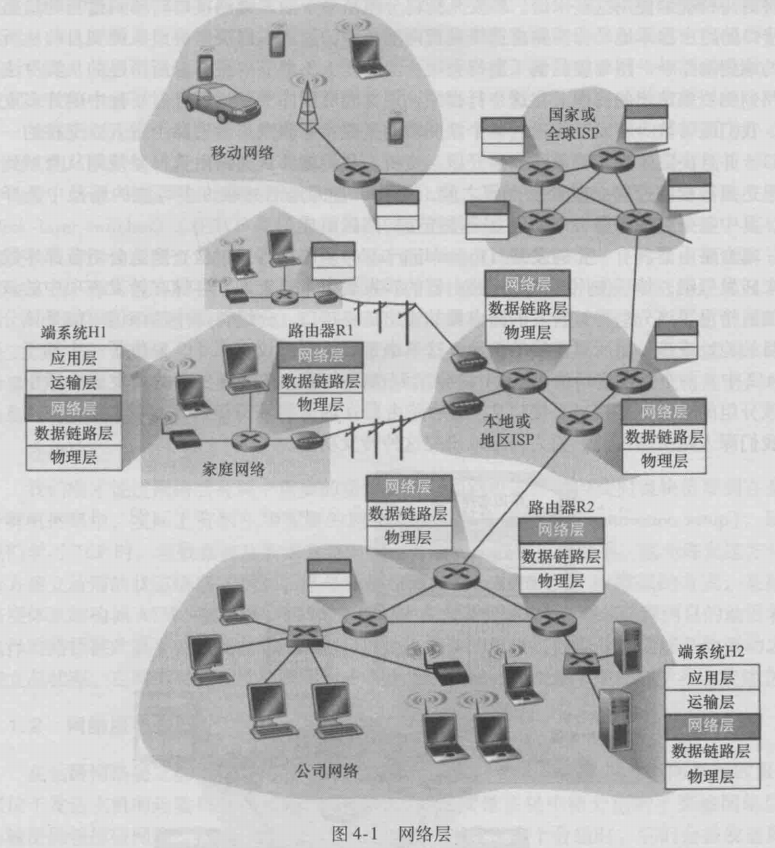 移动网络
国家或
全球ISP
网络层
数据链路层
物理层
端系统H1
应用层
运输层
网络层
数据链路层
物理层
路由器R1
网络层
数据链路层
物理层
家庭网络
本地或
地区ISP
网络层
数据链路层
物理层
网络层
数据链路层
物理层
路由器R2
网络层
数据链路层
物理层
端系统H2
应用层
运输层
网络层
数据链路层
物理层
公司网络
图4-1 网络层